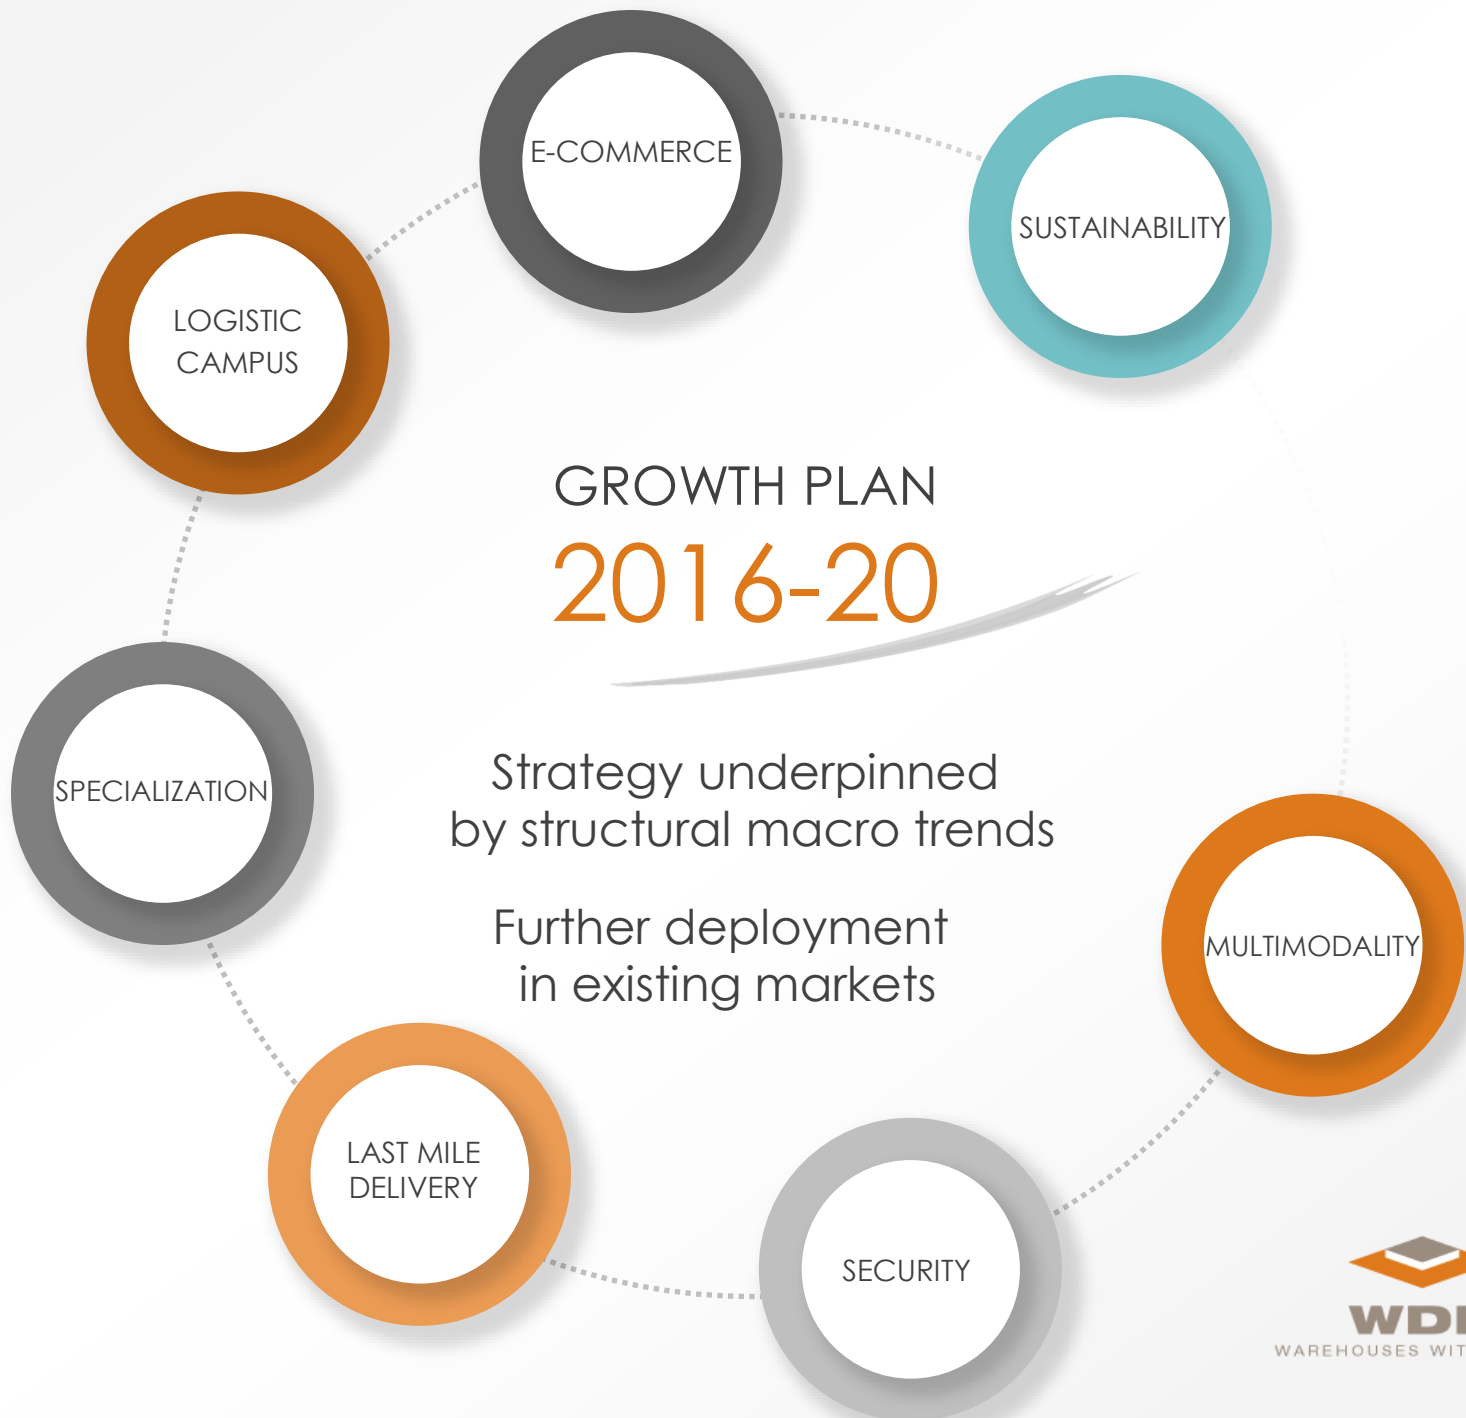 E-COMMERCE
SUSTAINABILITY
LOGISTIC
CAMPUS
GROWTH PLAN
2016-20
Strategy underpinned
by structural macro trends
SPECIALIZATION
Further deployment
in existing markets
MULTIMODALITY
LAST MILE
DELIVERY
SECURITY
WAREHOUSES